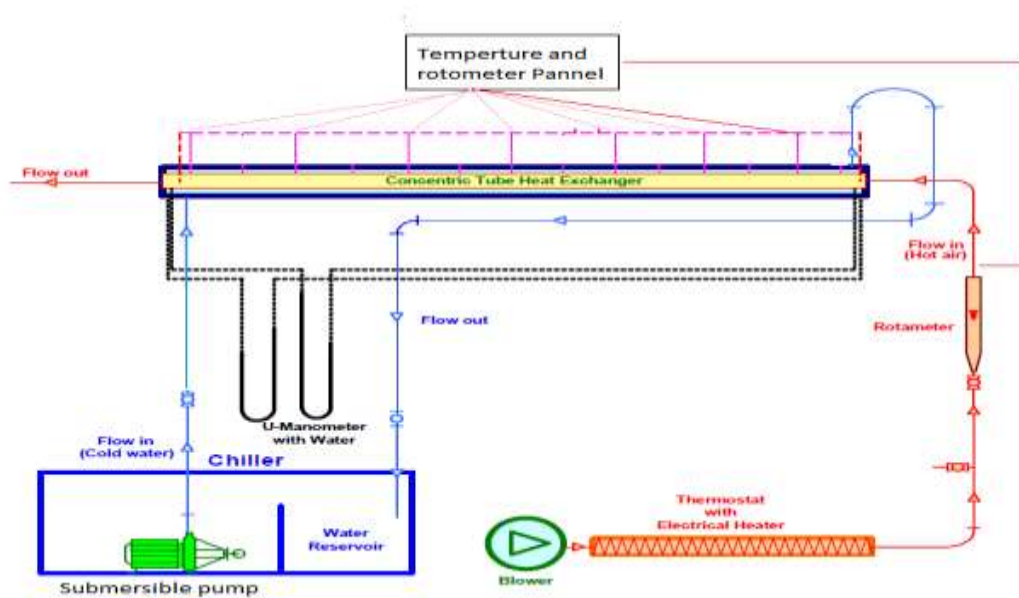 Temperture and
rotometer Pannel
Flow out
Concentric Tube Heat Exchanger
Flow in
(Hot air)
Flow out
Rotameter
U-Manometer
with Water
Flow in
(Cold water)
Chiller
Thermostat
with
Electrical Heater
Water
Reservoir
Blower
Submersible pump